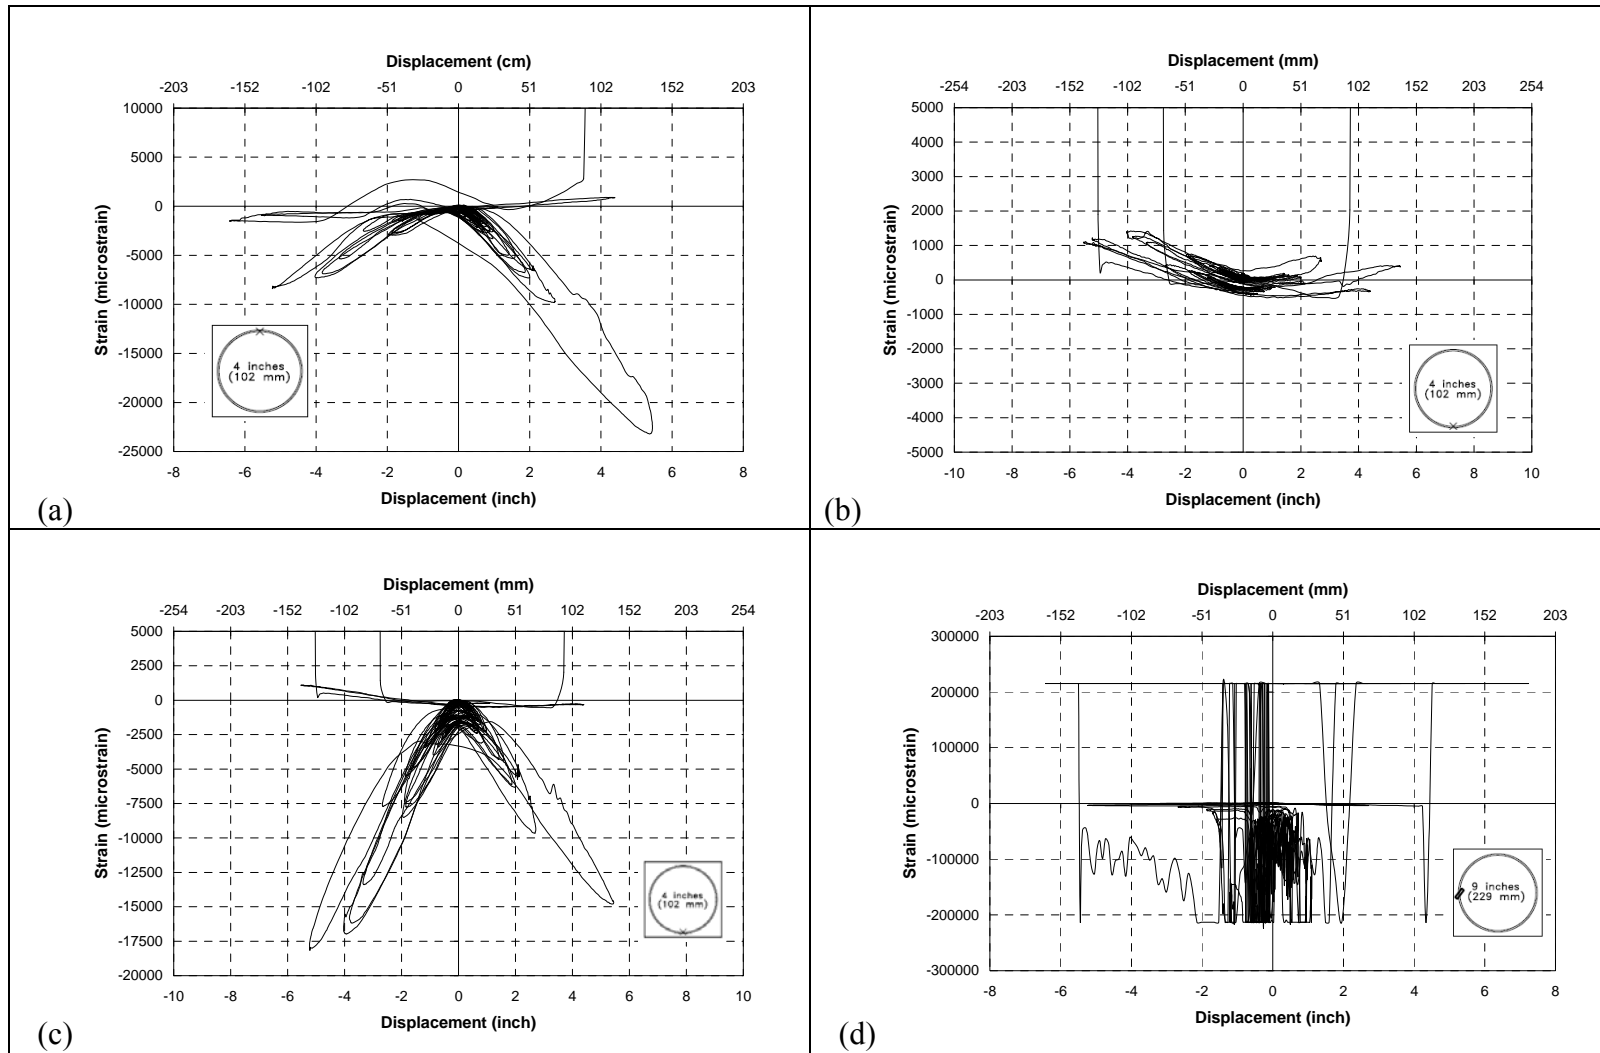 Displacement (cm)
-203 -152 -102 -51 0 51 102 152 203
10000
5000
0
-5000
-10000
-15000
-20000
-25000
Strain (microstrain)
4 inches
(102 mm)
-8 -6 -4 -2 0 2 4 6 8
Displacement (inch)
(a)
Displacement (mm)
-254 -203 -152 -102 -51 0 51 102 152 203 254
5000
4000
3000
2000
1000
0
-1000
-2000
-3000
-4000
-5000
Strain (microstrain)
4 inches
(102 mm)
-10 -8 -6 -4 -2 0 2 4 6 8 10
Displacement (inch)
(b)
Displacement (mm)
-254 -203 -152 -102 -51 0 51 102 152 203 254
5000
2500
0
-2500
-5000
-7500
-10000
-12500
-15000
-17500
-20000
Strain (microstrain)
4 inches
(102 mm)
-10 -8 -6 -4 -2 0 2 4 6 8 10
Displacement (inch)
(c)
Displacement (mm)
-203 -152 -102 -51 0 51 102 152 203
300000
200000
100000
0
-100000
-200000
-300000
Strain (microstrain)
9 inches
(229 mm)
-8 -6 -4 -2 0 2 4 6 8
Displacement (inch)
(d)